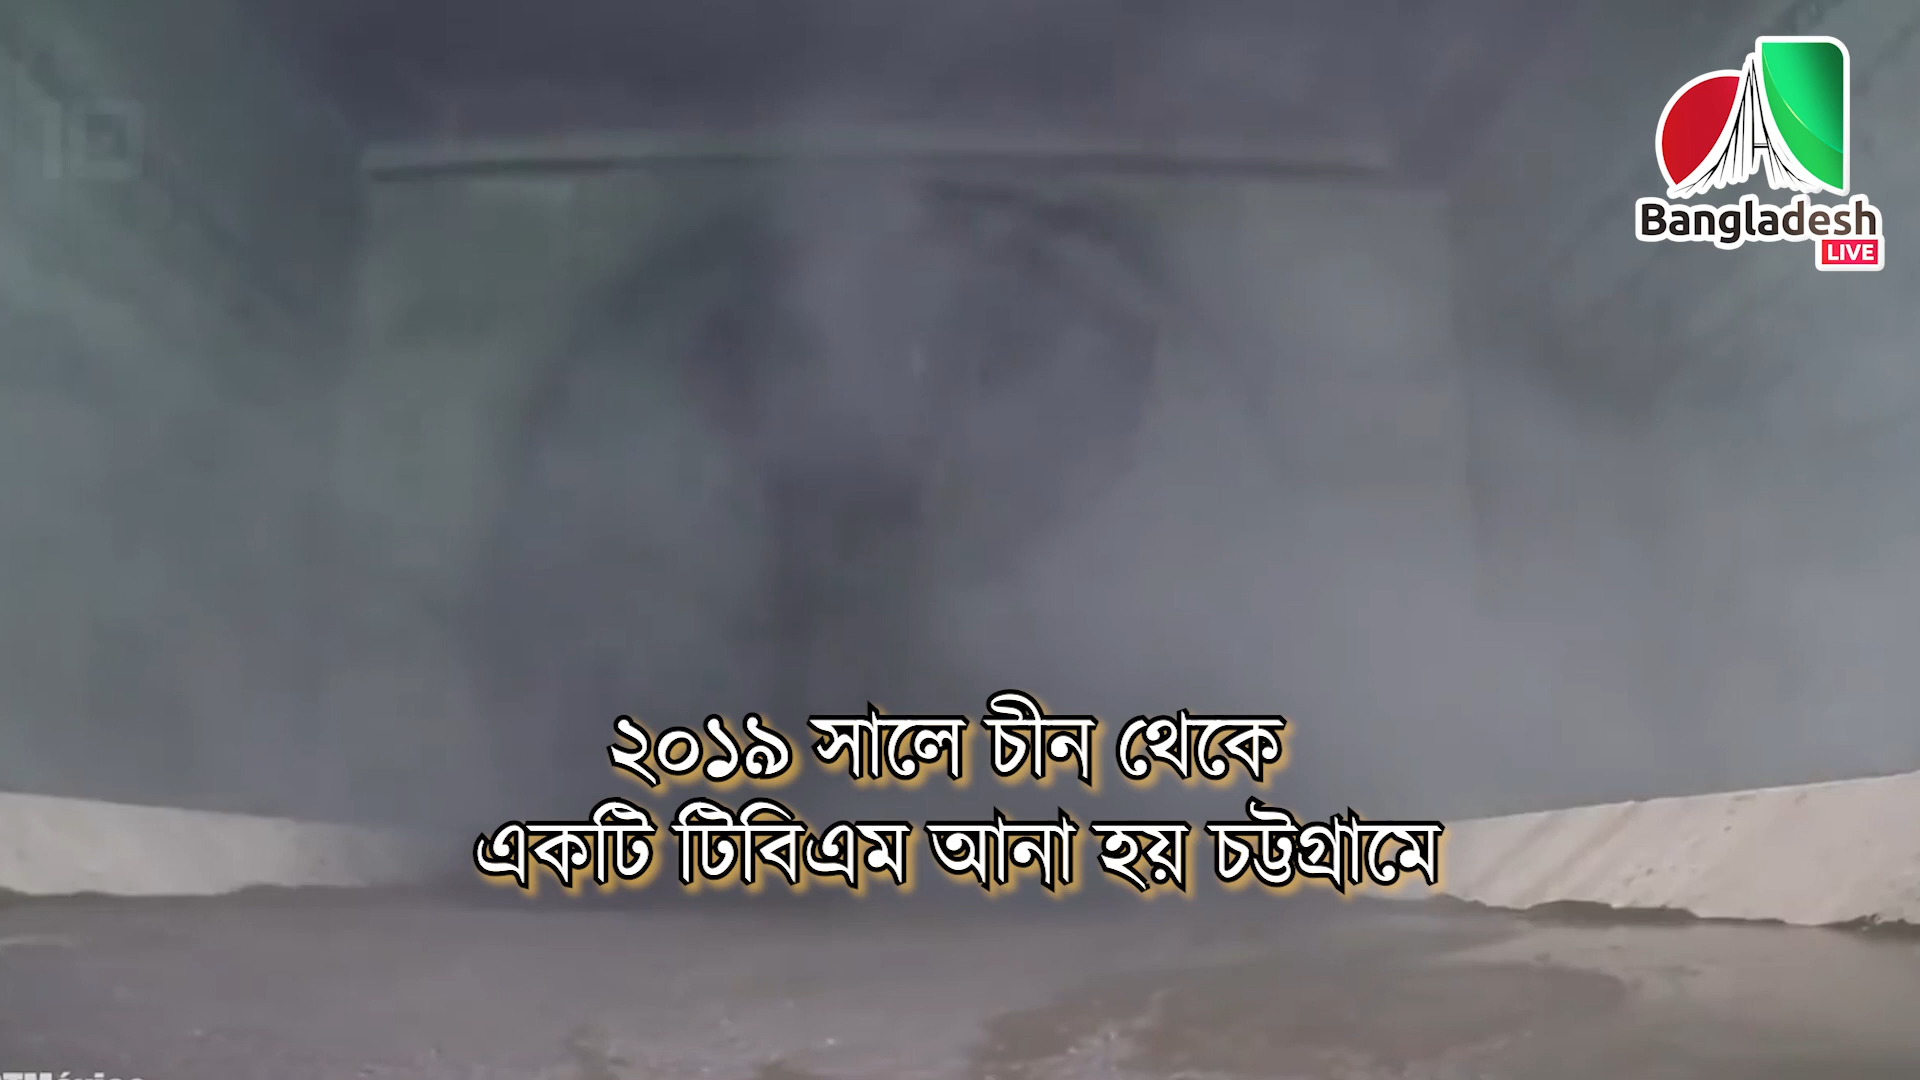 Bangladesh
LIVE
২০১৯ সালে চীন থেকে
একটি টিবিএম আনা হয় চট্টগ্রামে